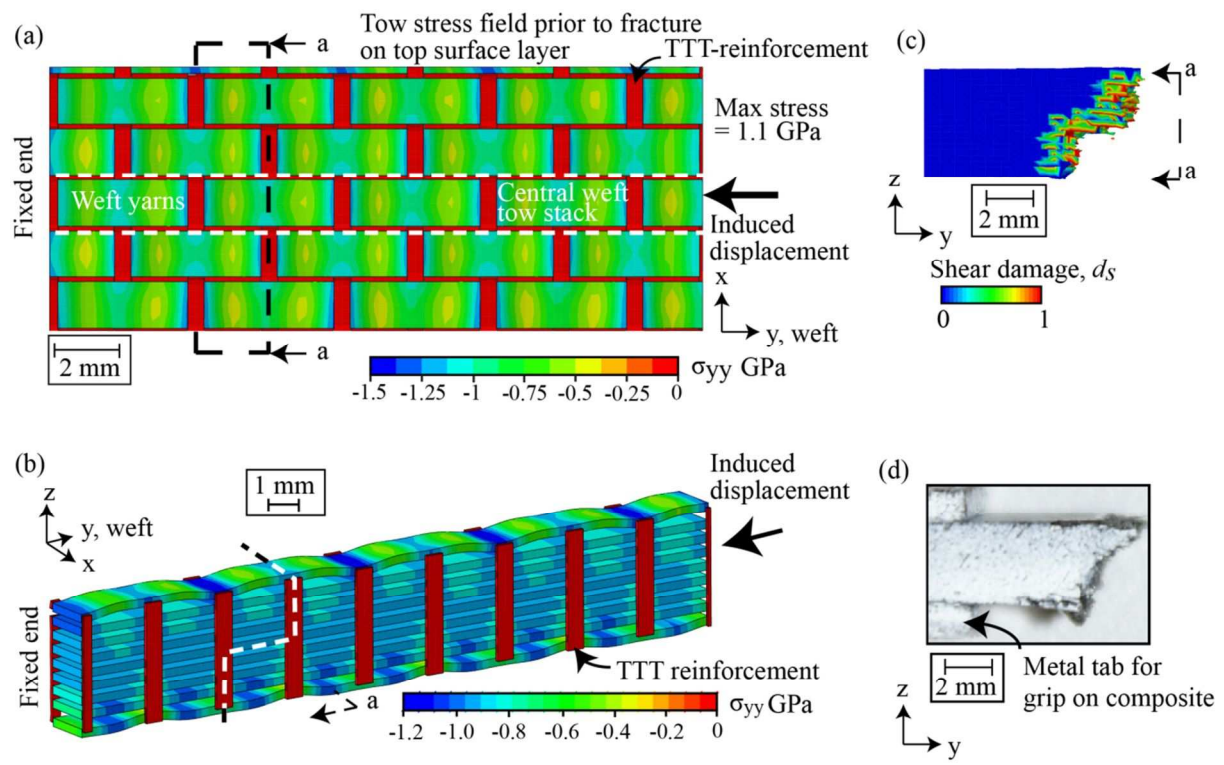 (a)
Tow stress field prior to fracture
on top surface layer
a
TTT-reinforcement
Max stress
= 1.1 GPa
Fixed end
Weft yarns
Central weft
tow stack
Induced
displacement
x
y, weft
a
2 mm
σyy GPa
-1.5 -1.25 -1 -0.75 -0.5 -0.25 0
(c)
a
a
z
y
2 mm
Shear damage, ds
0 1
(b)
1 mm
z
y, weft
x
Induced
displacement
Fixed end
TTT reinforcement
a
σyy GPa
-1.2 -1.0 -0.8 -0.6 -0.4 -0.2 0
(d)
2 mm
Metal tab for
grip on composite
z
y